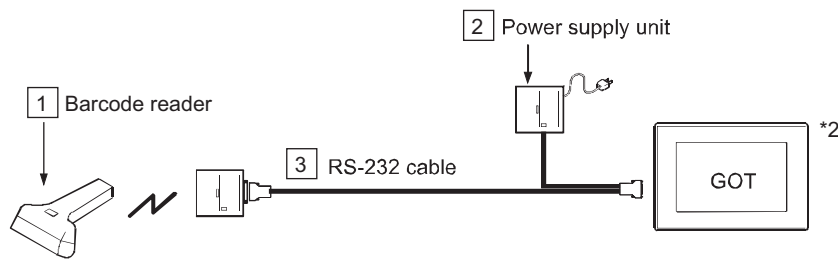 2 Power supply unit
1 Barcode reader
*2
3 RS-232 cable
GOT